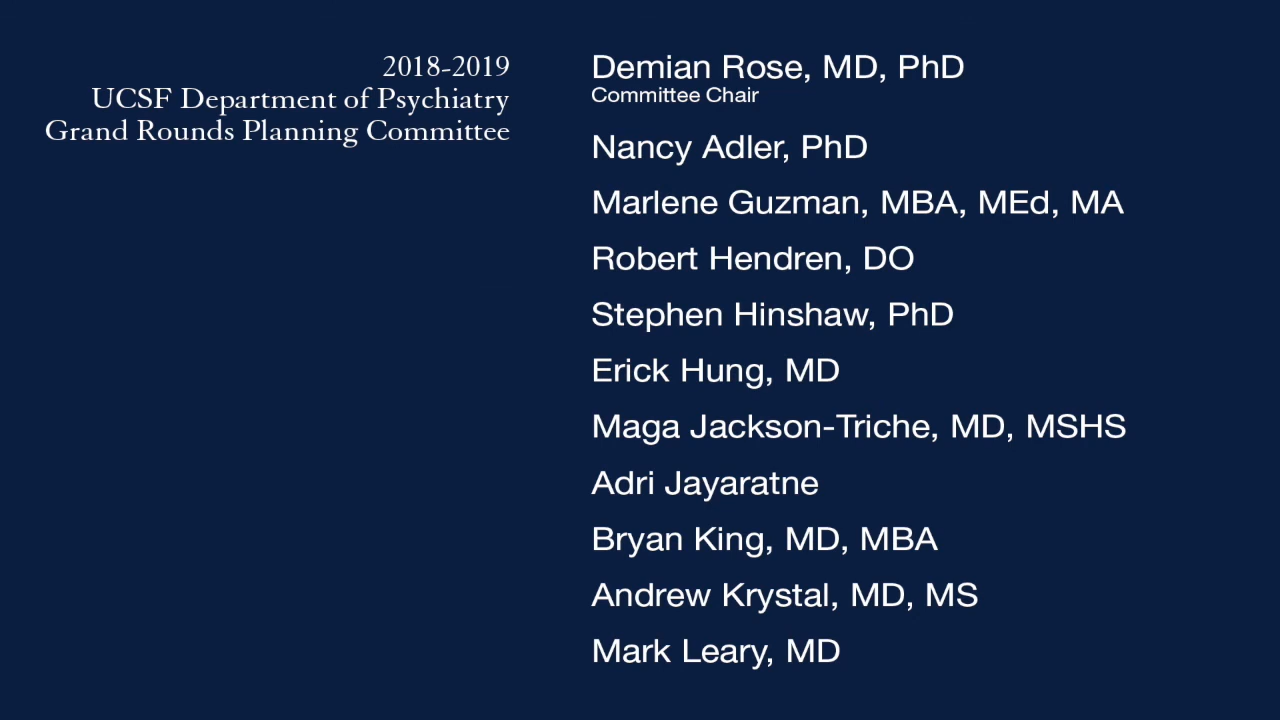 2018-2019
UCSF Department of Psychiatry
Grand Rounds Planning Committee
Demian Rose, MD, PhD
Committee Chair
Nancy Adler, PhD
Marlene Guzman, MBA, MEd, MA
Robert Hendren, DO
Stephen Hinshaw, PhD
Erick Hung, MD
Maga Jackson-Triche, MD, MSHS
Adri Jayaratne
Bryan King, MD, MBA
Andrew Krystal, MD, MS
Mark Leary, MD